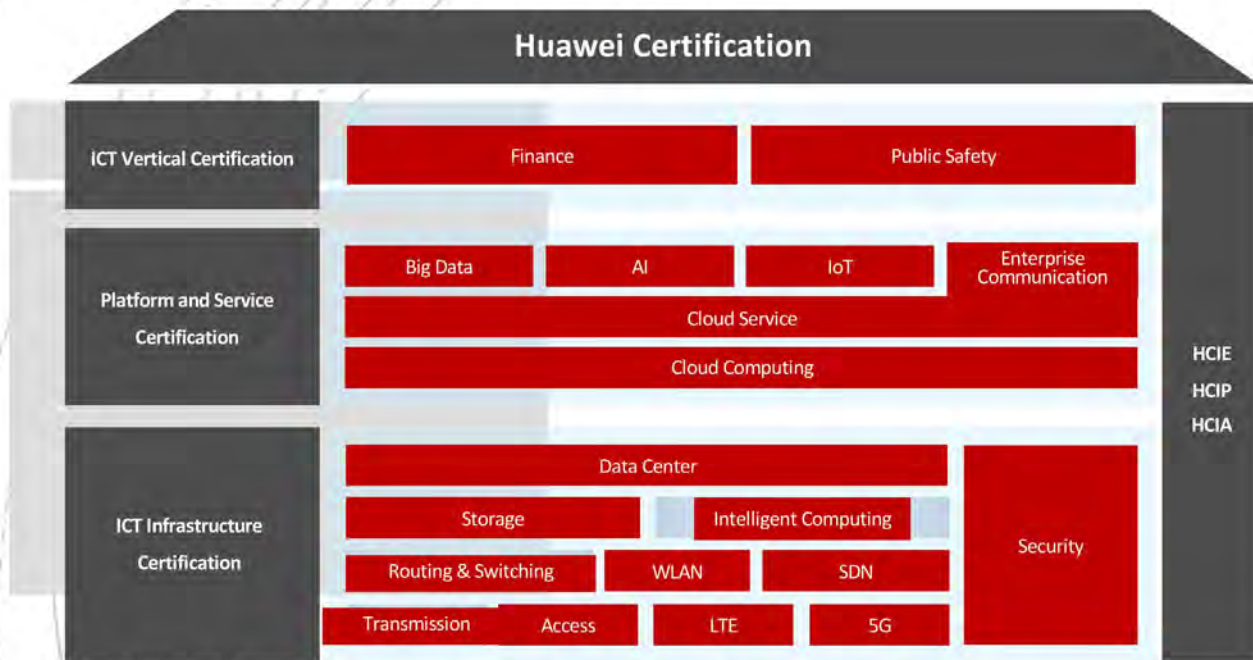 Huawei Certification
ICT Vertical Certification
Finance
Public Safety
Platform and Service
Certification
Big Data
AI
IoT
Enterprise
Communication
Cloud Service
Cloud Computing
ICT Infrastructure
Certification
Data Center
Storage
Intelligent Computing
Routing & Switching
WLAN
SDN
Transmission
Access
LTE
5G
Security
HCIE
HCIP
HCIA